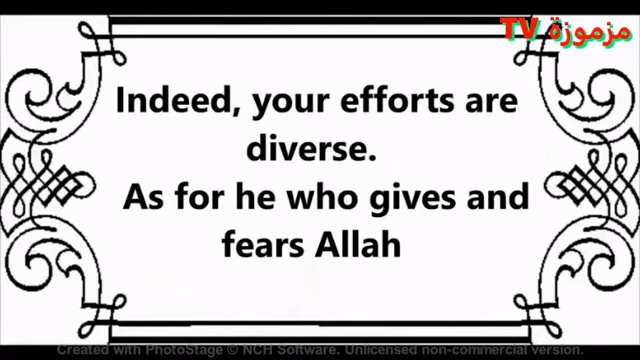 مزموزة TV
Indeed, your efforts are
diverse.
As for he who gives and
fears Allah
Created with PhotoStage © NCH Software. Unlicensed non-commercial version.